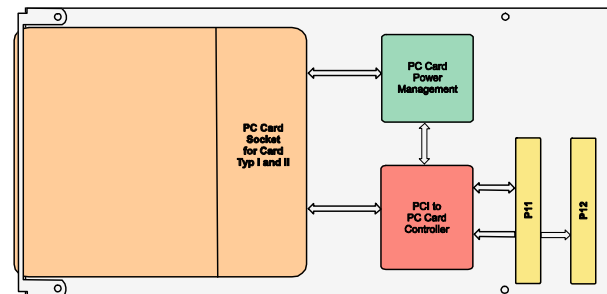 PC Card
Socket
for Card
Typ I and II
PC Card
Power
Management
PCI to
PC Card
Controller
P11
P12